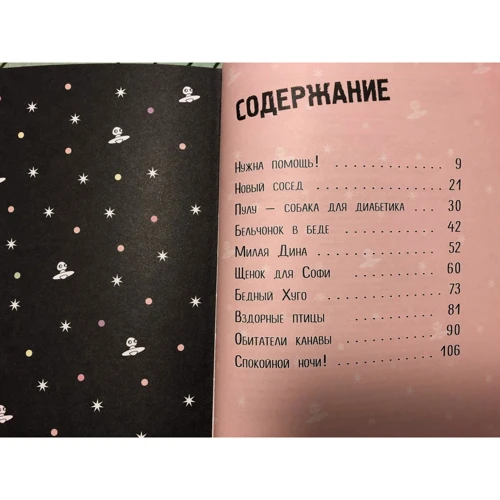 СОДЕРЖАНИЕ
Нужна помощь! . . . . . . . . . . . . . . 9
Новый сосед . . . . . . . . . . . . . . . 21
Пулу — собака для диабетика . . . 30
Бельчонок в беде . . . . . . . . . . . . 42
Милая Дина . . . . . . . . . . . . . . . 52
Щенок для Софи . . . . . . . . . . . . 60
Бедный Хуго . . . . . . . . . . . . . . . 73
Вздорные птицы . . . . . . . . . . . . 81
Обитатели канавы . . . . . . . . . . . 90
Спокойной ночи! . . . . . . . . . . . . 106